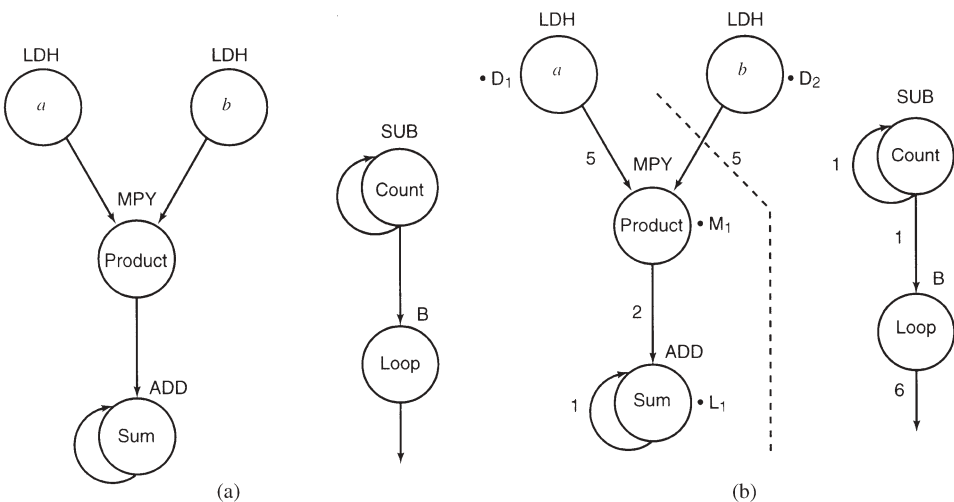 LDH
LDH
a
b
SUB
Count
MPY
Product
B
Loop
ADD
Sum
(a)
LDH
LDH
• D1
a
b
• D2
SUB
5
MPY
5
1
Count
Product
• M1
1
B
2
Loop
ADD
1
Sum
• L1
6
(b)